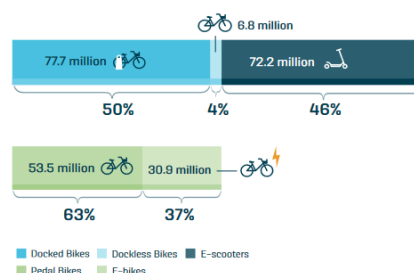 6.8 million
77.7 million
72.2 million
50%
4%
46%
53.5 million
30.9 million
63%
37%
Docked Bikes
Dockless Bikes
E-scooters
Pedal Bikes
E-bikes